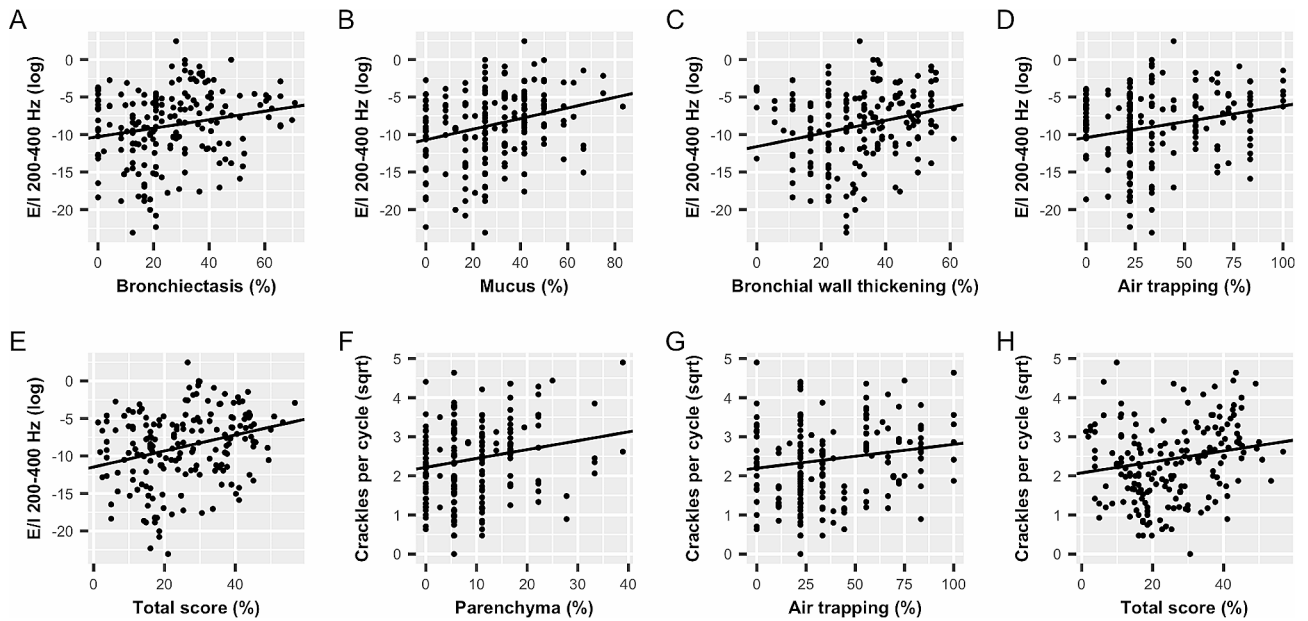 A
B
C
D
E/I 200-400 Hz (log)
0
-5
-10
-15
-20
0 20 40 60
Bronchiectasis (%)
E/I 200-400 Hz (log)
0
-5
-10
-15
-20
0 20 40 60 80
Mucus (%)
E/I 200-400 Hz (log)
0
-5
-10
-15
-20
0 20 40 60
Bronchial wall thickening (%)
E/I 200-400 Hz (log)
0
-5
-10
-15
-20
0 25 50 75 100
Air trapping (%)
E
F
G
H
E/I 200-400 Hz (log)
0
-5
-10
-15
-20
0 20 40
Total score (%)
Crackles per cycle (sqrt)
5
4
3
2
1
0
0 10 20 30 40
Parenchyma (%)
Crackles per cycle (sqrt)
5
4
3
2
1
0
0 25 50 75 100
Air trapping (%)
Crackles per cycle (sqrt)
5
4
3
2
1
0
0 20 40
Total score (%)